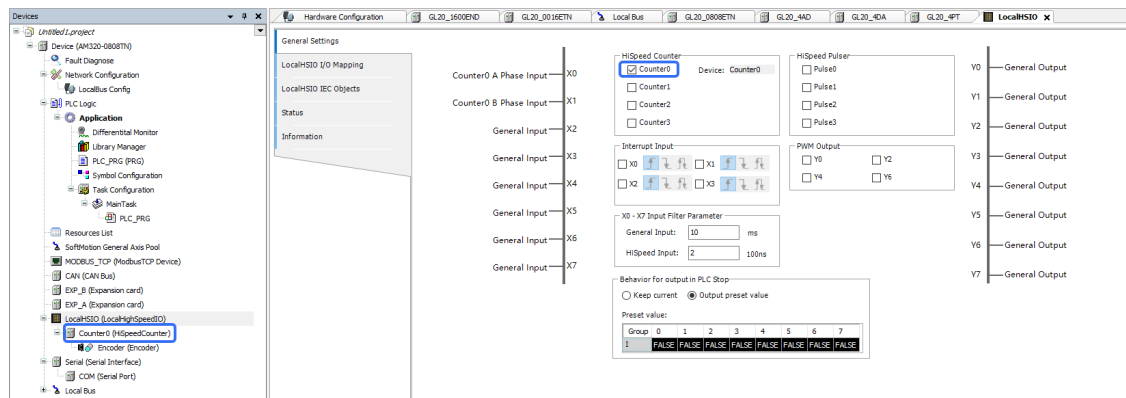 Devices
Untitled1.project
Device (AM320-0808TN)
Fault Diagnose
Network Configuration
LocalBus Config
PLC Logic
Application
Differentital Monitor
Library Manager
PLC_PRG (PRG)
Symbol Configuration
Task Configuration
MainTask
PLC_PRG
Resources List
SoftMotion General Axis Pool
MODBUS_TCP (ModbusTCP Device)
CAN (CAN Bus)
EXP_B (Expansion card)
EXP_A (Expansion card)
LocalHSIO (LocalHighSpeedIO)
Counter0 (HiSpeedCounter)
Encoder (Encoder)
Serial (Serial Interface)
COM (Serial Port)
Local Bus
Hardware Configuration GL20_1600END GL20_0016ETN Local Bus GL20_0808ETN GL20_4AD GL20_4DA GL20_4PT LocalHSIO
General Settings
LocalHSIO I/O Mapping
LocalHSIO IEC Objects
Status
Information
Counter0 A Phase Input X0
Counter0 B Phase Input X1
General Input X2
General Input X3
General Input X4
General Input X5
General Input X6
General Input X7
HiSpeed Counter
Counter0 Device: Counter0
Counter1
Counter2
Counter3
HiSpeed Pulser
Pulse0
Pulse1
Pulse2
Pulse3
Interrupt Input
X0 X1
X2 X3
PWM Output
Y0 Y2
Y4 Y6
X0 - X7 Input Filter Parameter
General Input: 10 ms
HiSpeed Input: 2 100ns
Behavior for output in PLC Stop
Keep current Output preset value
Preset value:
Group 0 1 2 3 4 5 6 7
I FALSE FALSE FALSE FALSE FALSE FALSE FALSE FALSE
Y0 General Output
Y1 General Output
Y2 General Output
Y3 General Output
Y4 General Output
Y5 General Output
Y6 General Output
Y7 General Output